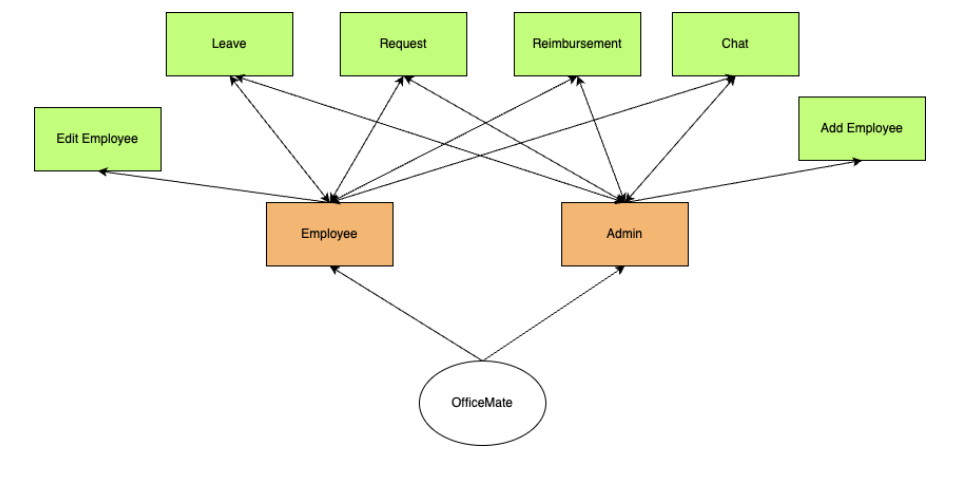 Leave
Request
Reimbursement
Chat
Edit Employee
Add Employee
Employee
Admin
OfficeMate